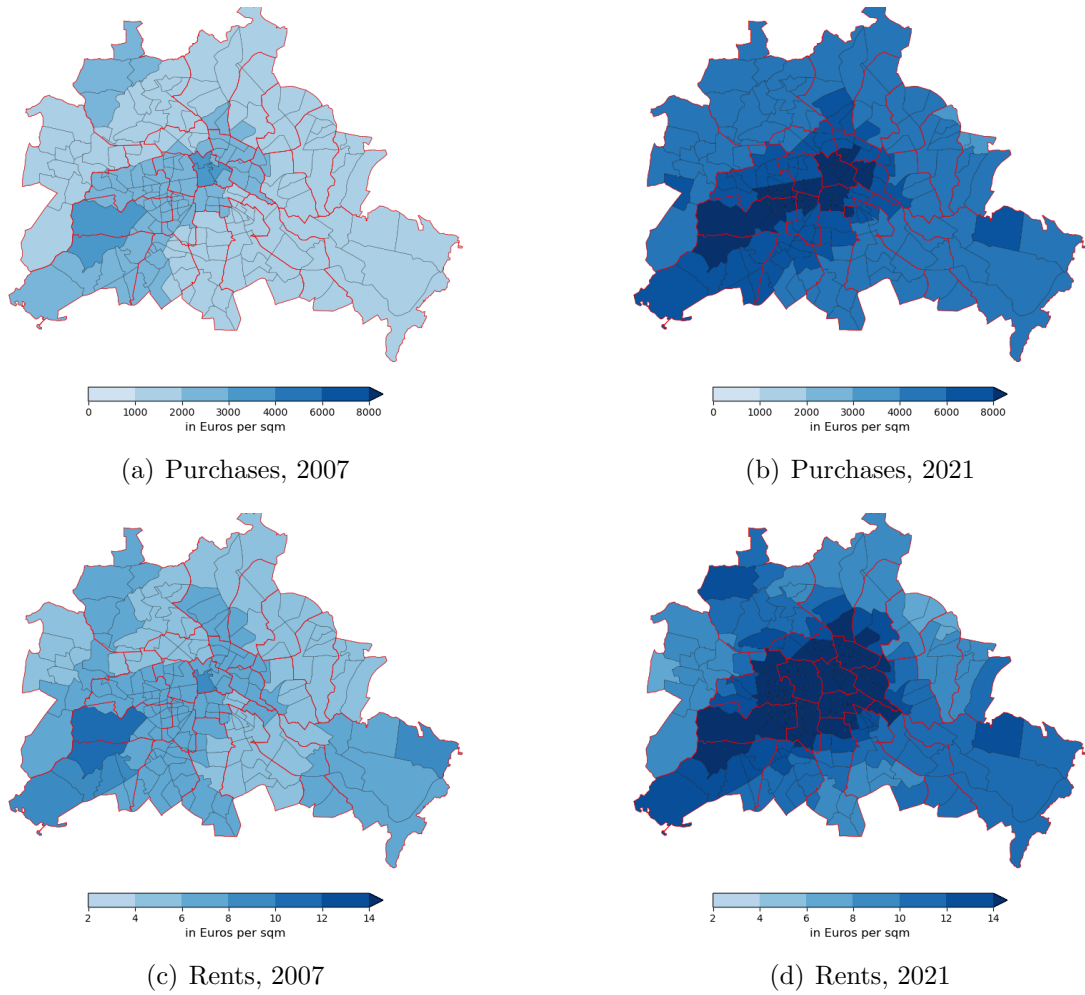 0 1000 2000 3000 4000 6000 8000
in Euros per sqm
(a) Purchases, 2007
0 1000 2000 3000 4000 6000 8000
in Euros per sqm
(b) Purchases, 2021
2 4 6 8 10 12 14
in Euros per sqm
(c) Rents, 2007
2 4 6 8 10 12 14
in Euros per sqm
(d) Rents, 2021